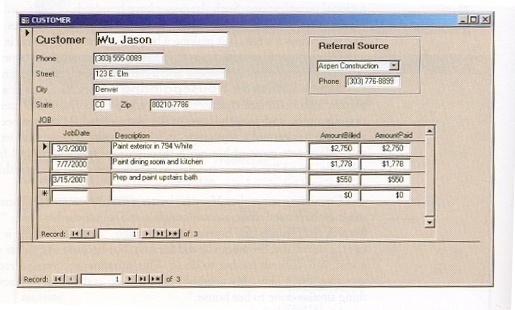 CUSTOMER
Customer Wu, Jason
Referral Source
Phone (303) 555-0089
Aspen Construction
Street 123 E. Elm
Phone (303) 776-8899
City Denver
State CO Zip 80210-7786
JOB
JobDate Description AmountBilled AmountPaid
3/3/2000 Paint exterior in 794 White $2,750 $2,750
7/7/2000 Paint dining room and kitchen $1,778 $1,778
3/15/2001 Prep and paint upstairs bath $550 $550
* $0 $0
Record: 1 of 3
Record: 1 of 3